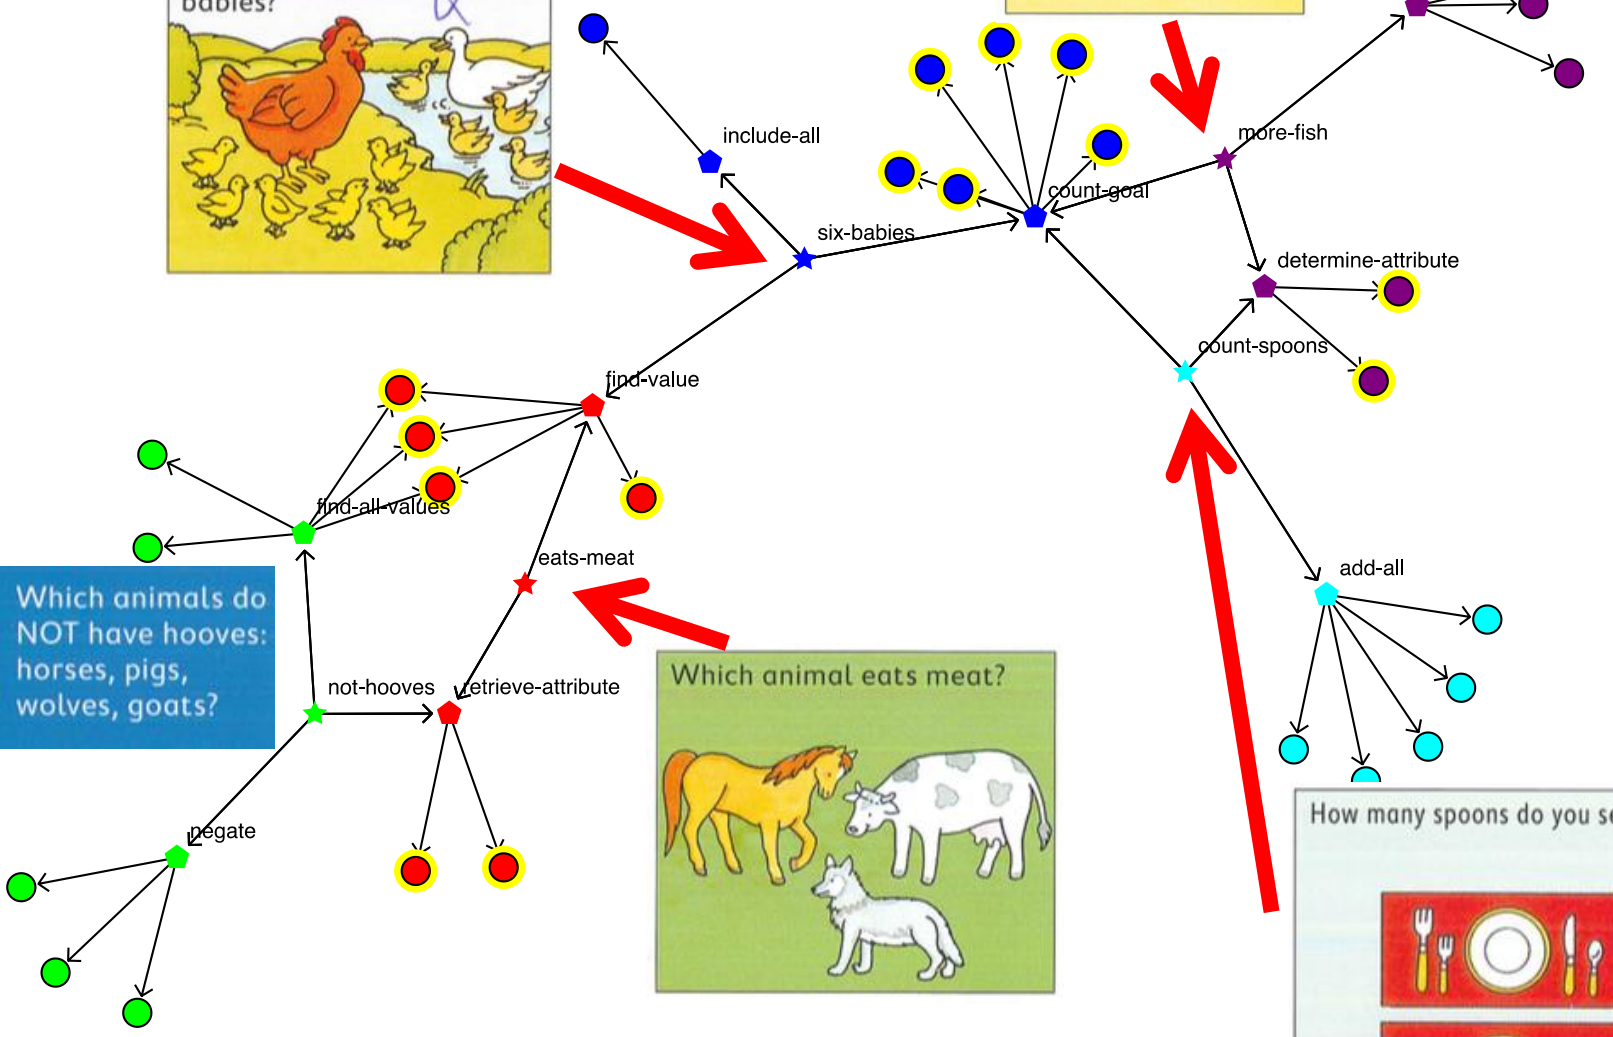 babies?
include-all
more-fish
count-goal
six-babies
determine-attribute
count-spoons
find-value
find-all-values
eats-meat
add-all
Which animals do
NOT have hooves:
horses, pigs,
wolves, goats?
not-hooves
retrieve-attribute
Which animal eats meat?
negate
How many spoons do you se